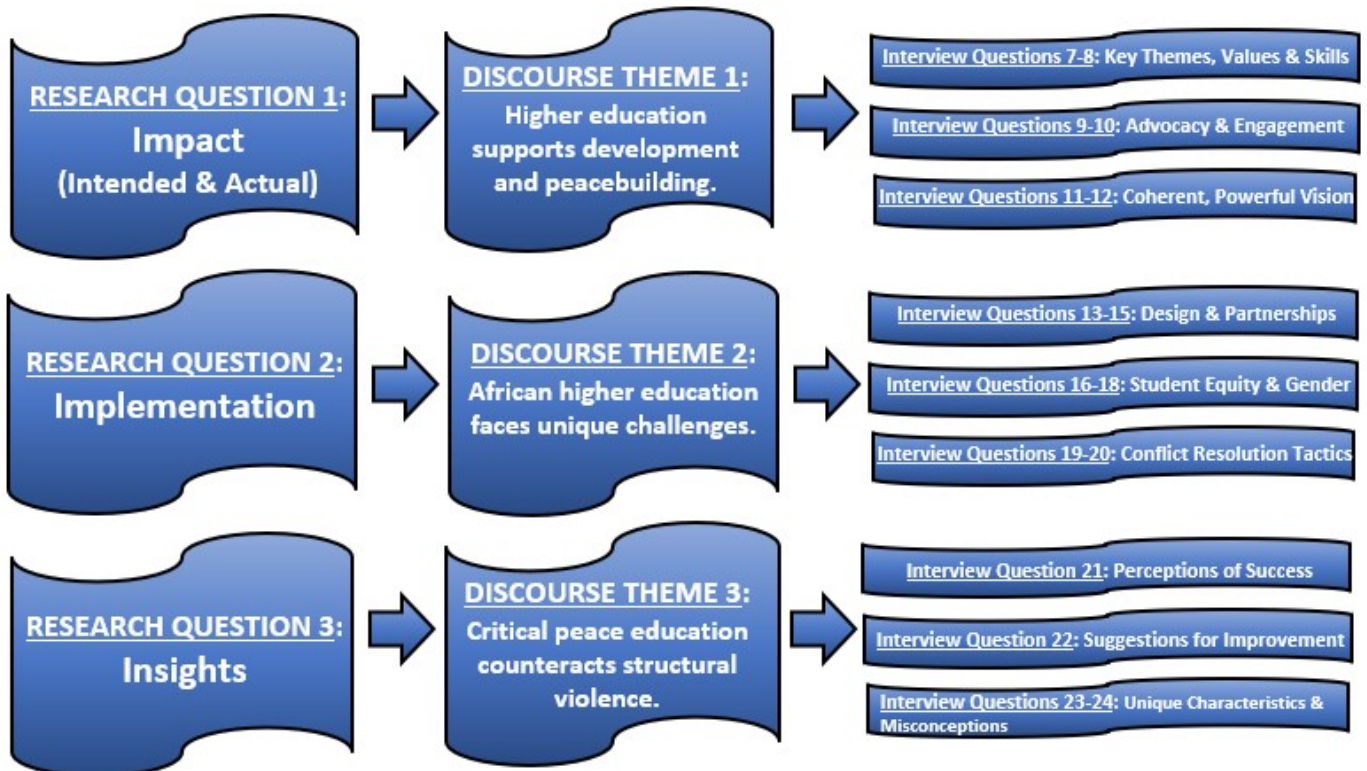 RESEARCH QUESTION 1:
Impact
(Intended & Actual)
DISCOURSE THEME 1:
Higher education
supports development
and peacebuilding.
Interview Questions 7-8: Key Themes, Values & Skills
Interview Questions 9-10: Advocacy & Engagement
Interview Questions 11-12: Coherent, Powerful Vision
RESEARCH QUESTION 2:
Implementation
DISCOURSE THEME 2:
African higher education
faces unique challenges.
Interview Questions 13-15: Design & Partnerships
Interview Questions 16-18: Student Equity & Gender
Interview Questions 19-20: Conflict Resolution Tactics
RESEARCH QUESTION 3:
Insights
DISCOURSE THEME 3:
Critical peace education
counteracts structural
violence.
Interview Question 21: Perceptions of Success
Interview Question 22: Suggestions for Improvement
Interview Questions 23-24: Unique Characteristics &
Misconceptions